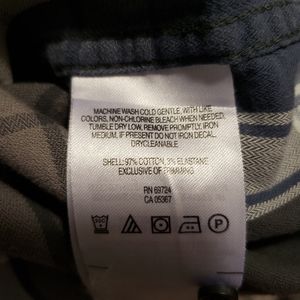 MACHINE WASH COLD GENTLE, WITH LIKE
COLORS, NON-CHLORINE BLEACH WHEN NEEDED,
TUMBLE DRY LOW, REMOVE PROMPTLY, IRON
MEDIUM, IF PRESENT DO NOT IRON DECAL,
DRYCLEANABLE
SHELL: 97% COTTON, 3% ELASTANE
EXCLUSIVE OF TRIMMING
RN 69724
CA 05367
P